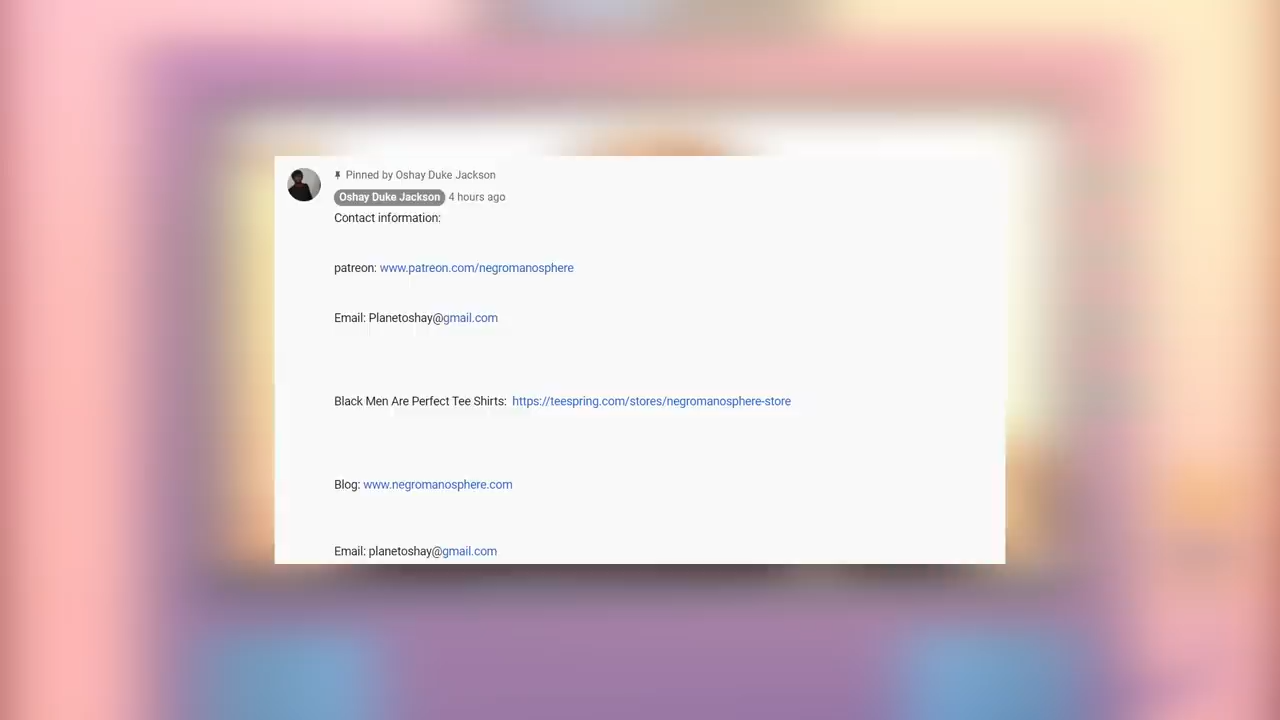 Pinned by Oshay Duke Jackson
Oshay Duke Jackson 4 hours ago
Contact information:
patreon: www.patreon.com/negromanosphere
Email: Planetoshay@gmail.com
Black Men Are Perfect Tee Shirts: https://teespring.com/stores/negromanosphere-store
Blog: www.negromanosphere.com
Email: planetoshay@gmail.com